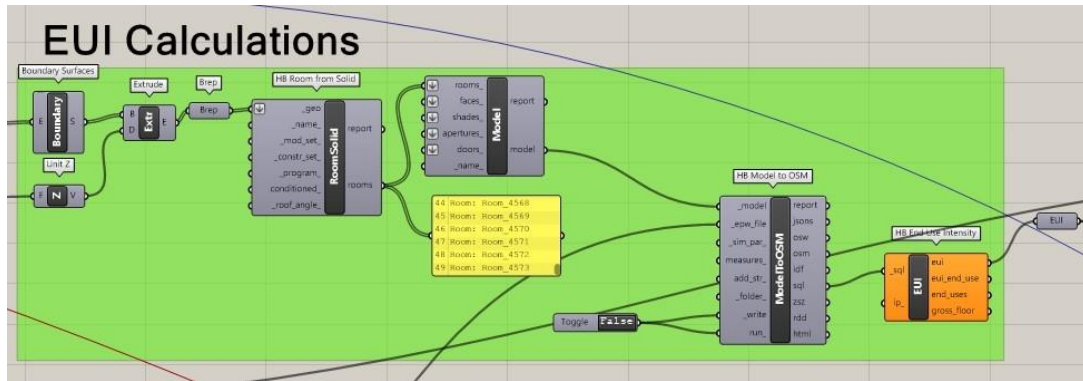 EUI Calculations
Boundary Surfaces
E
Boundary
S
Unit Z
F
Z
V
Extrude
B
D
Extr
E
Brep
Brep
HB Room from Solid
_geo
_name_
_mod_set_
_constr_set_
_program_
conditioned_
_roof_angle_
RoomSolid
report
rooms
rooms_
faces_
shades_
apertures_
doors_
_name_
Model
report
model
44 Room: Room_4568
45 Room: Room_4569
46 Room: Room_4570
47 Room: Room_4571
48 Room: Room_4572
49 Room: Room_4573
Toggle
False
HB Model to OSM
_model
_epw_file
_sim_par_
measures_
add_str_
_folder_
_write
run_
ModelToOSM
report
jsons
osw
osm
idf
sql
zsz
rdd
html
HB End Use Intensity
_sql
ip_
EUI
eui
eui_end_use
end_uses
gross_floor
EUI